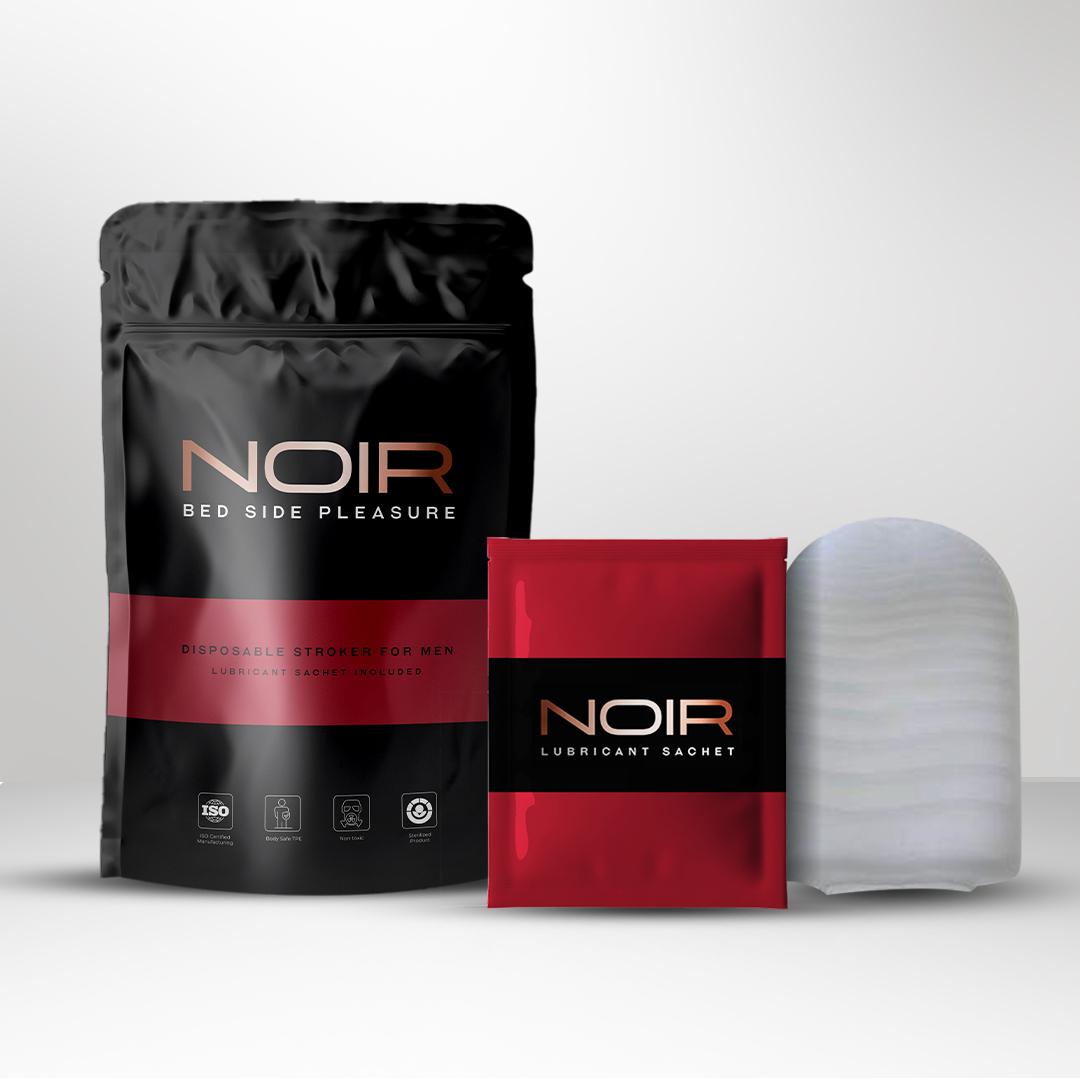 NOIR
BED SIDE PLEASURE
DISPOSABLE STROKER FOR MEN
LUBRICANT SACHET INCLUDED
ISO
ISO Certified
Manufacturing
Body Safe TPE
Non toxic
Sterilized
Product
NOIR
LUBRICANT SACHET